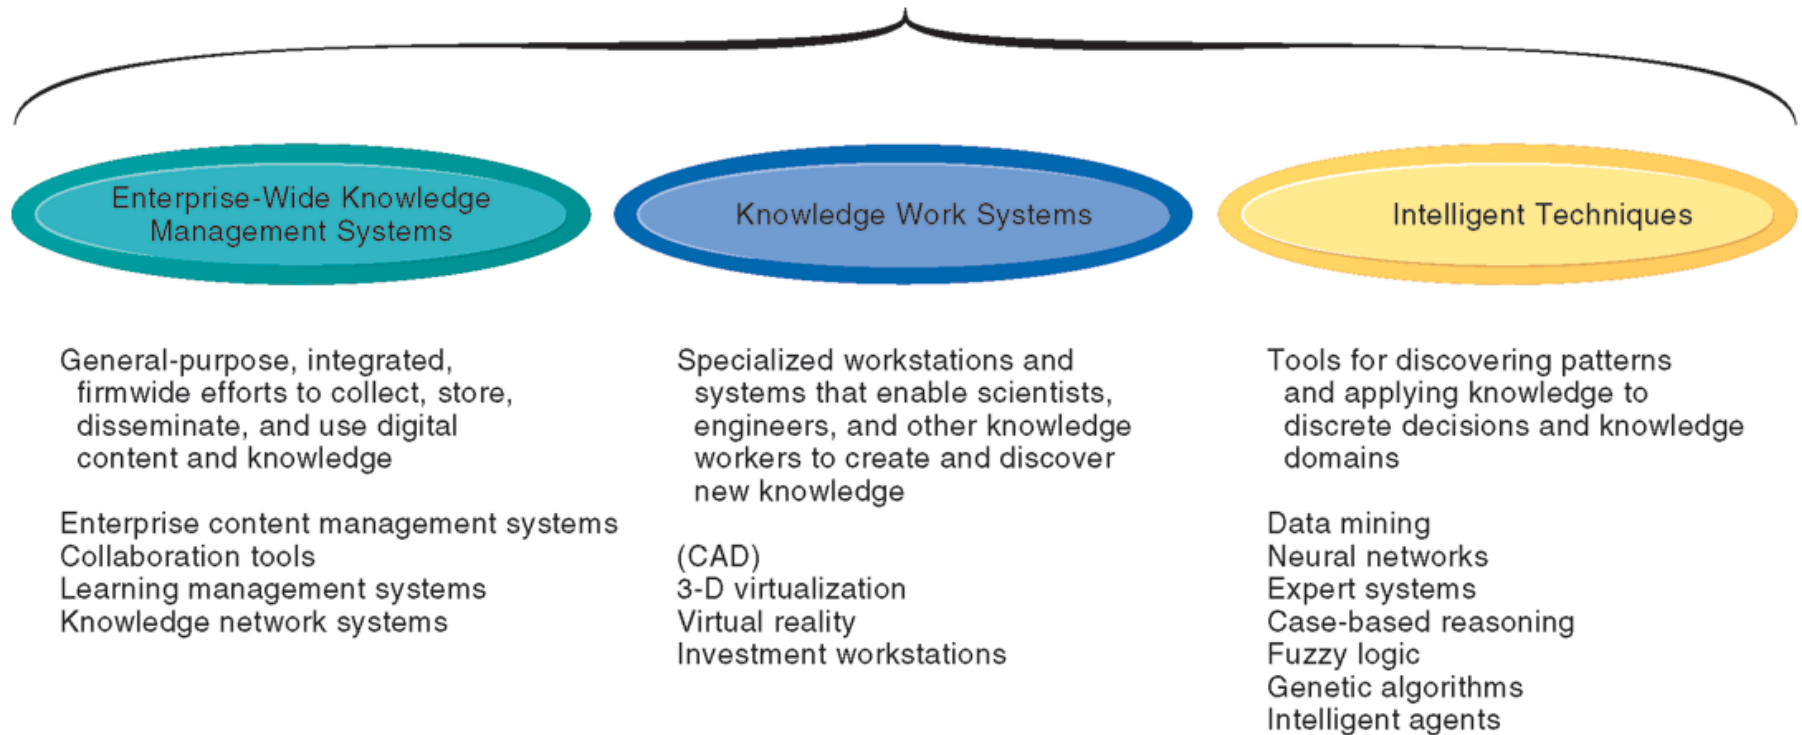 Enterprise-Wide Knowledge
Management Systems
Knowledge Work Systems
Intelligent Techniques
General-purpose, integrated,
firmwide efforts to collect, store,
disseminate, and use digital
content and knowledge
Enterprise content management systems
Collaboration tools
Learning management systems
Knowledge network systems
Specialized workstations and
systems that enable scientists,
engineers, and other knowledge
workers to create and discover
new knowledge
(CAD)
3-D virtualization
Virtual reality
Investment workstations
Tools for discovering patterns
and applying knowledge to
discrete decisions and knowledge
domains
Data mining
Neural networks
Expert systems
Case-based reasoning
Fuzzy logic
Genetic algorithms
Intelligent agents